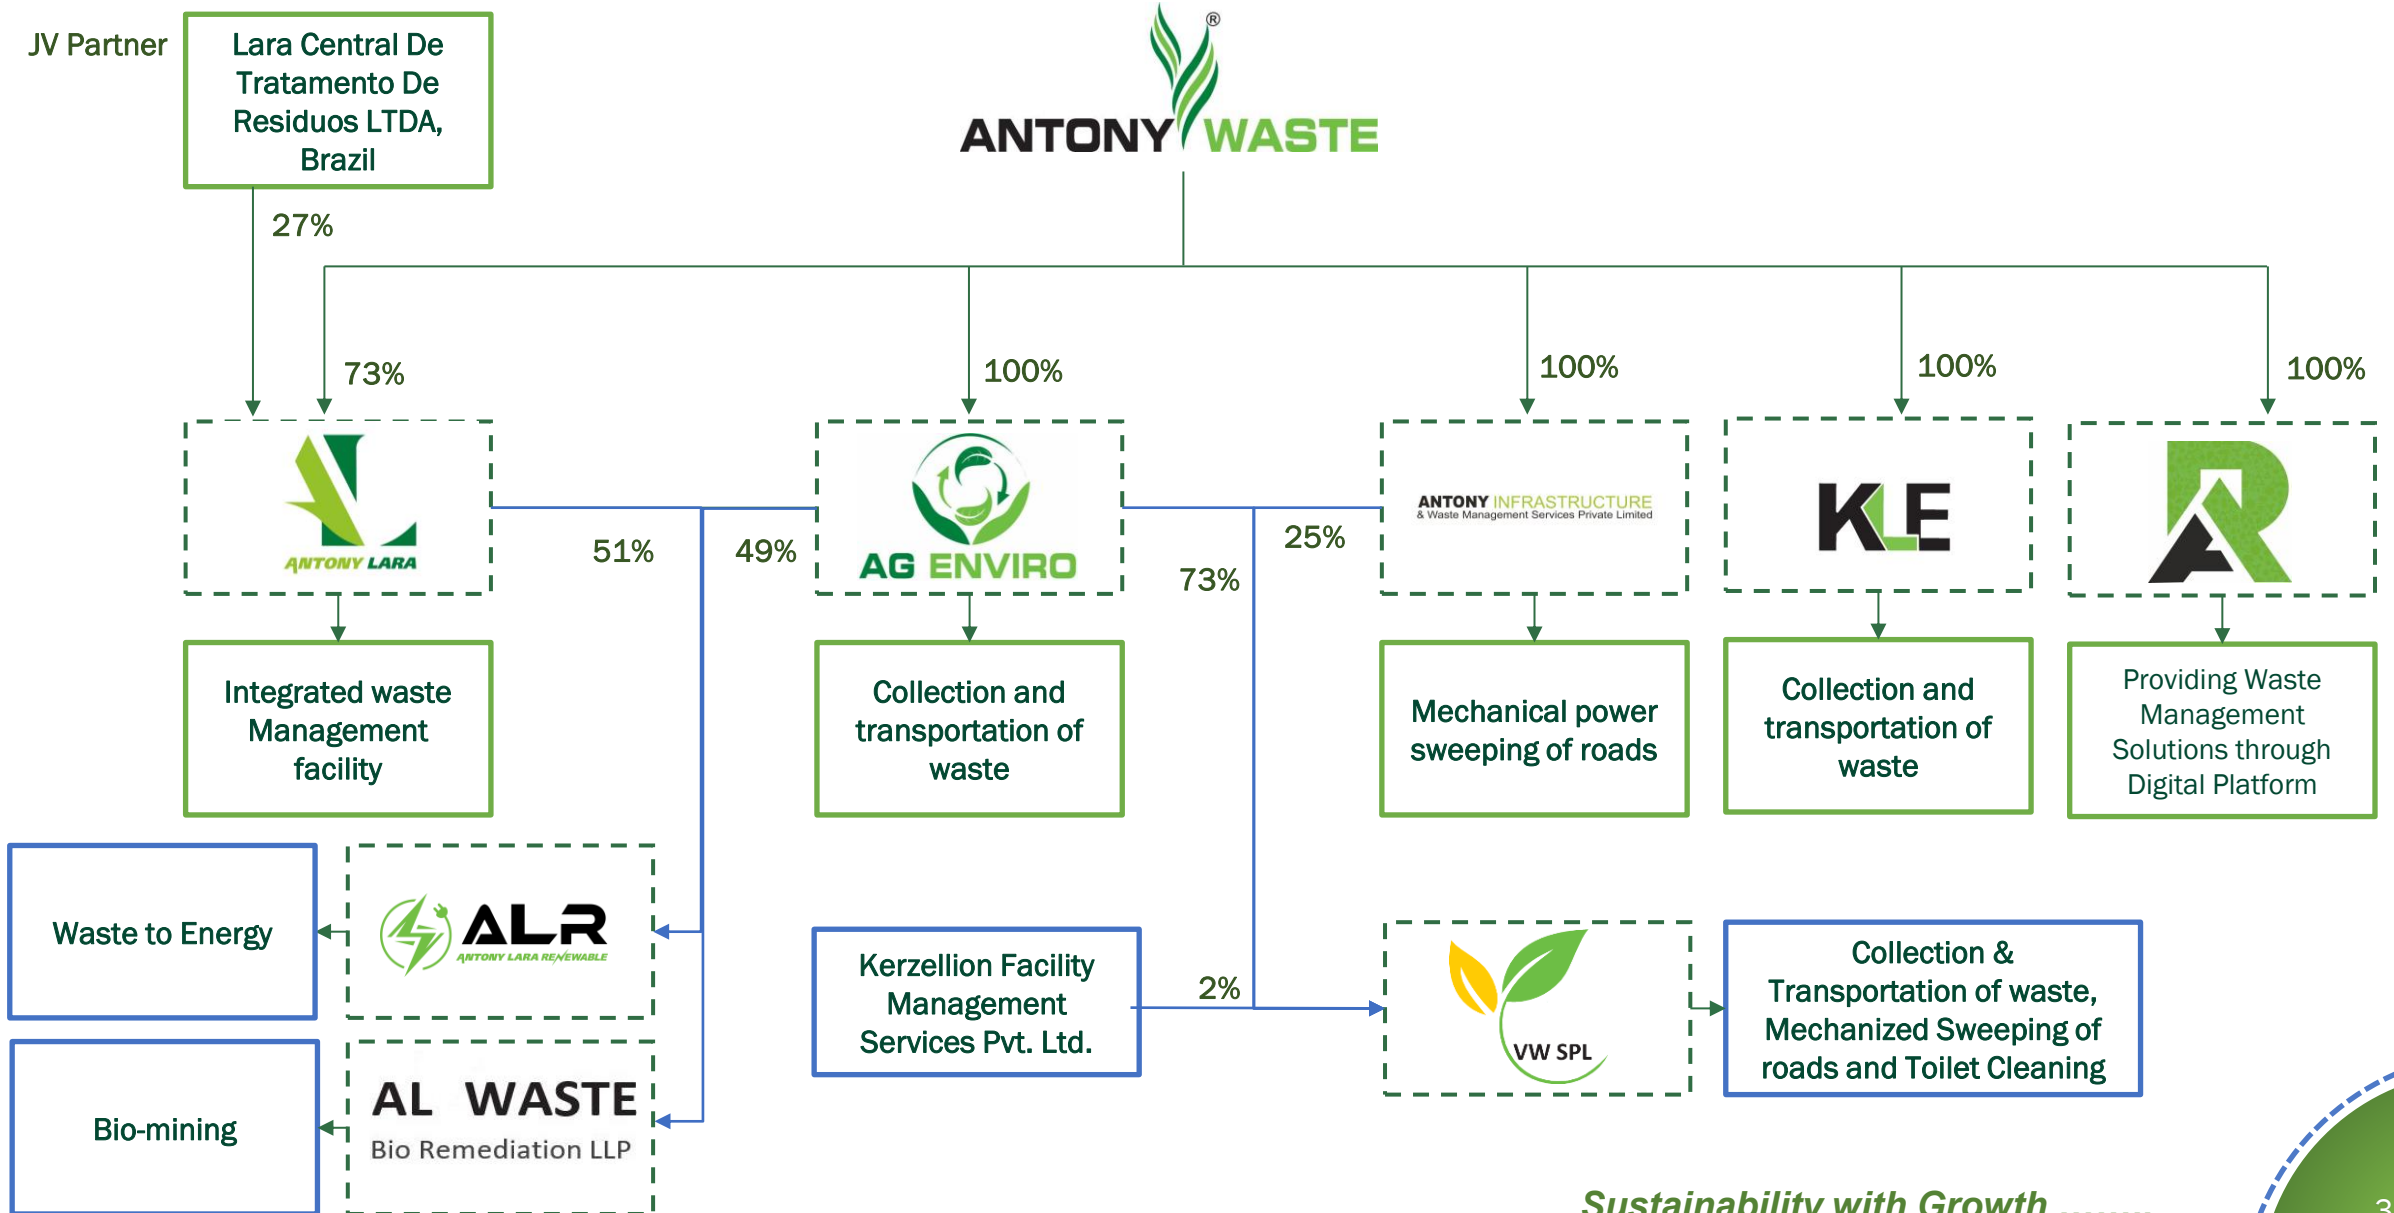 JV Partner
Lara Central De
Tratamento De
Residuos LTDA,
Brazil
®
ANTONY WASTE
27%
73%
100%
100%
100%
100%
ANTONY LARA
51%
49%
AG ENVIRO
73%
25%
ANTONY INFRASTRUCTURE
& Waste Management Services Private Limited
KLE
AR
Integrated waste
Management
facility
Collection and
transportation of
waste
Mechanical power
sweeping of roads
Collection and
transportation of
waste
Providing Waste
Management
Solutions through
Digital Platform
Waste to Energy
ALR
ANTONY LARA RENEWABLE
Kerzellion Facility
Management
Services Pvt. Ltd.
2%
VW SPL
Collection &
Transportation of waste,
Mechanized Sweeping of
roads and Toilet Cleaning
Bio-mining
AL WASTE
Bio Remediation LLP
Sustainability with Growth ........
3